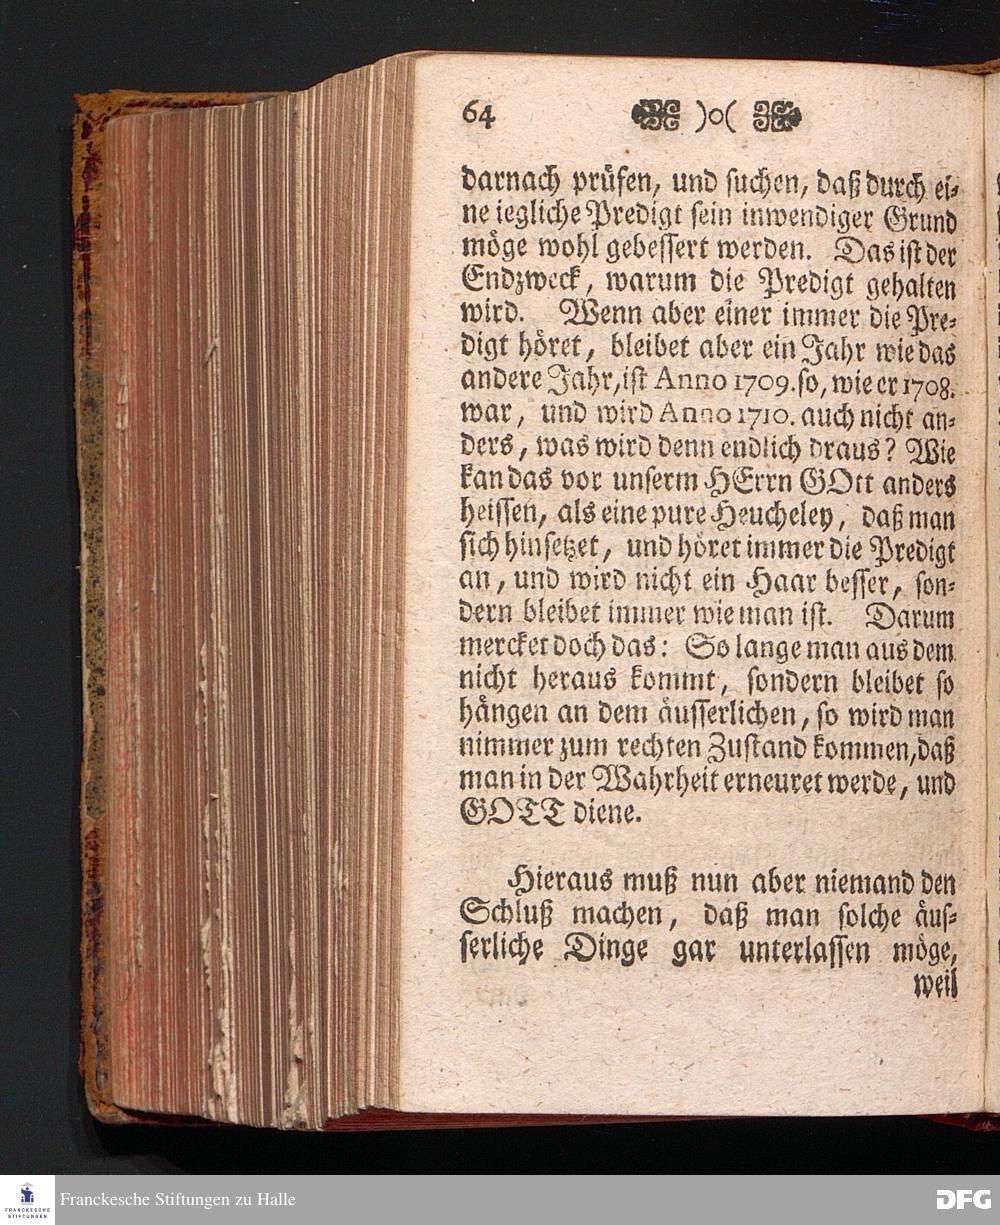 64 )o(
darnach prüfen, und suchen, daß durch ei-
ne iegliche Predigt sein inwendiger Grund
möge wohl gebessert werden. Das ist der
Endzweck, warum die Predigt gehalten
wird. Wenn aber einer immer die Pre-
digt höret, bleibet aber ein Jahr wie das
andere Jahr, ist Anno 1709. so, wie er 1708.
war, und wird Anno 1710. auch nicht an-
ders, was wird denn endlich draus? Wie
kan das vor unserm HErrn GOtt anders
heissen, als eine pure Heucheley, daß man
sich hinsetzet, und höret immer die Predigt
an, und wird nicht ein Haar besser, son-
dern bleibet immer wie man ist. Darum
mercket doch das: So lange man aus dem
nicht heraus kommt, sondern bleibet so
hängen an dem äusserlichen, so wird man
nimmer zum rechten Zustand kommen, daß
man in der Wahrheit erneuret werde, und
GOTT diene.
Hieraus muß nun aber niemand den
Schluß machen, daß man solche äus-
serliche Dinge gar unterlassen möge,
weil
FRANCKESCHE
STIFTUNGEN
Franckesche Stiftungen zu Halle
DFG